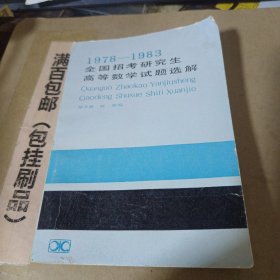 满百包邮（包挂刷）
1978—1983
全国招考研究生
高等数学试题选解
Quanguo Zhaokao Yanjiusheng
Gaodeng Shuxue Shiti Xuanjie